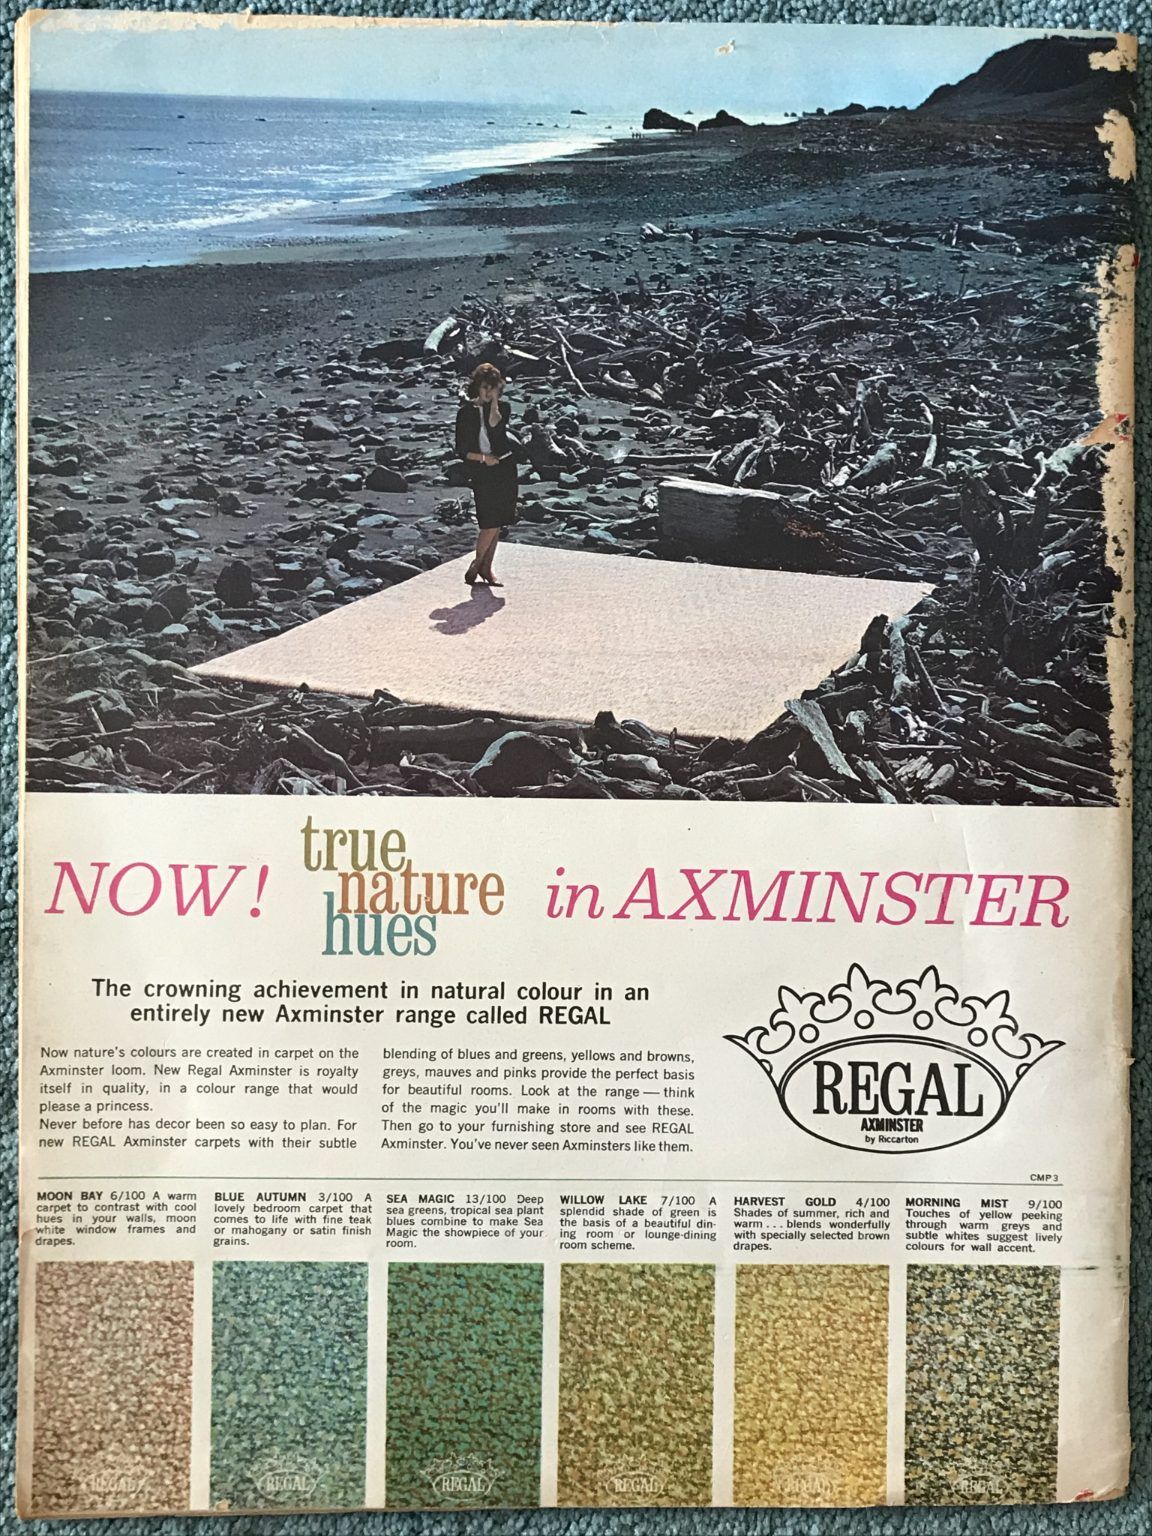 NOW!
true
nature
hues
in AXMINSTER
The crowning achievement in natural colour in an
entirely new Axminster range called REGAL
Now nature's colours are created in carpet on the
Axminster loom. New Regal Axminster is royalty
itself in quality, in a colour range that would
please a princess.
Never before has decor been so easy to plan. For
new REGAL Axminster carpets with their subtle
blending of blues and greens, yellows and browns,
greys, mauves and pinks provide the perfect basis
for beautiful rooms. Look at the range — think
of the magic you'll make in rooms with these.
Then go to your furnishing store and see REGAL
Axminster. You've never seen Axminsters like them.
REGAL
AXMINSTER
by Riccarton
CMP3
MOON BAY 6/100 A warm
carpet to contrast with cool
hues in your walls, moon
white window frames and
drapes.
BLUE AUTUMN 3/100 A
lovely bedroom carpet that
comes to life with fine teak
or mahogany or satin finish
grains.
SEA MAGIC 13/100 Deep
sea greens, tropical sea plant
blues combine to make Sea
Magic the showpiece of your
room.
WILLOW LAKE 7/100 A
splendid shade of green is
the basis of a beautiful din-
ing room or lounge-dining
room scheme.
HARVEST GOLD 4/100
Shades of summer, rich and
warm . . . blends wonderfully
with specially selected brown
drapes.
MORNING MIST 9/100
Touches of yellow peeking
through warm greys and
subtle whites suggest lively
colours for wall accent.
REGAL
REGAL
REGAL
REGAL
REGAL
REGAL